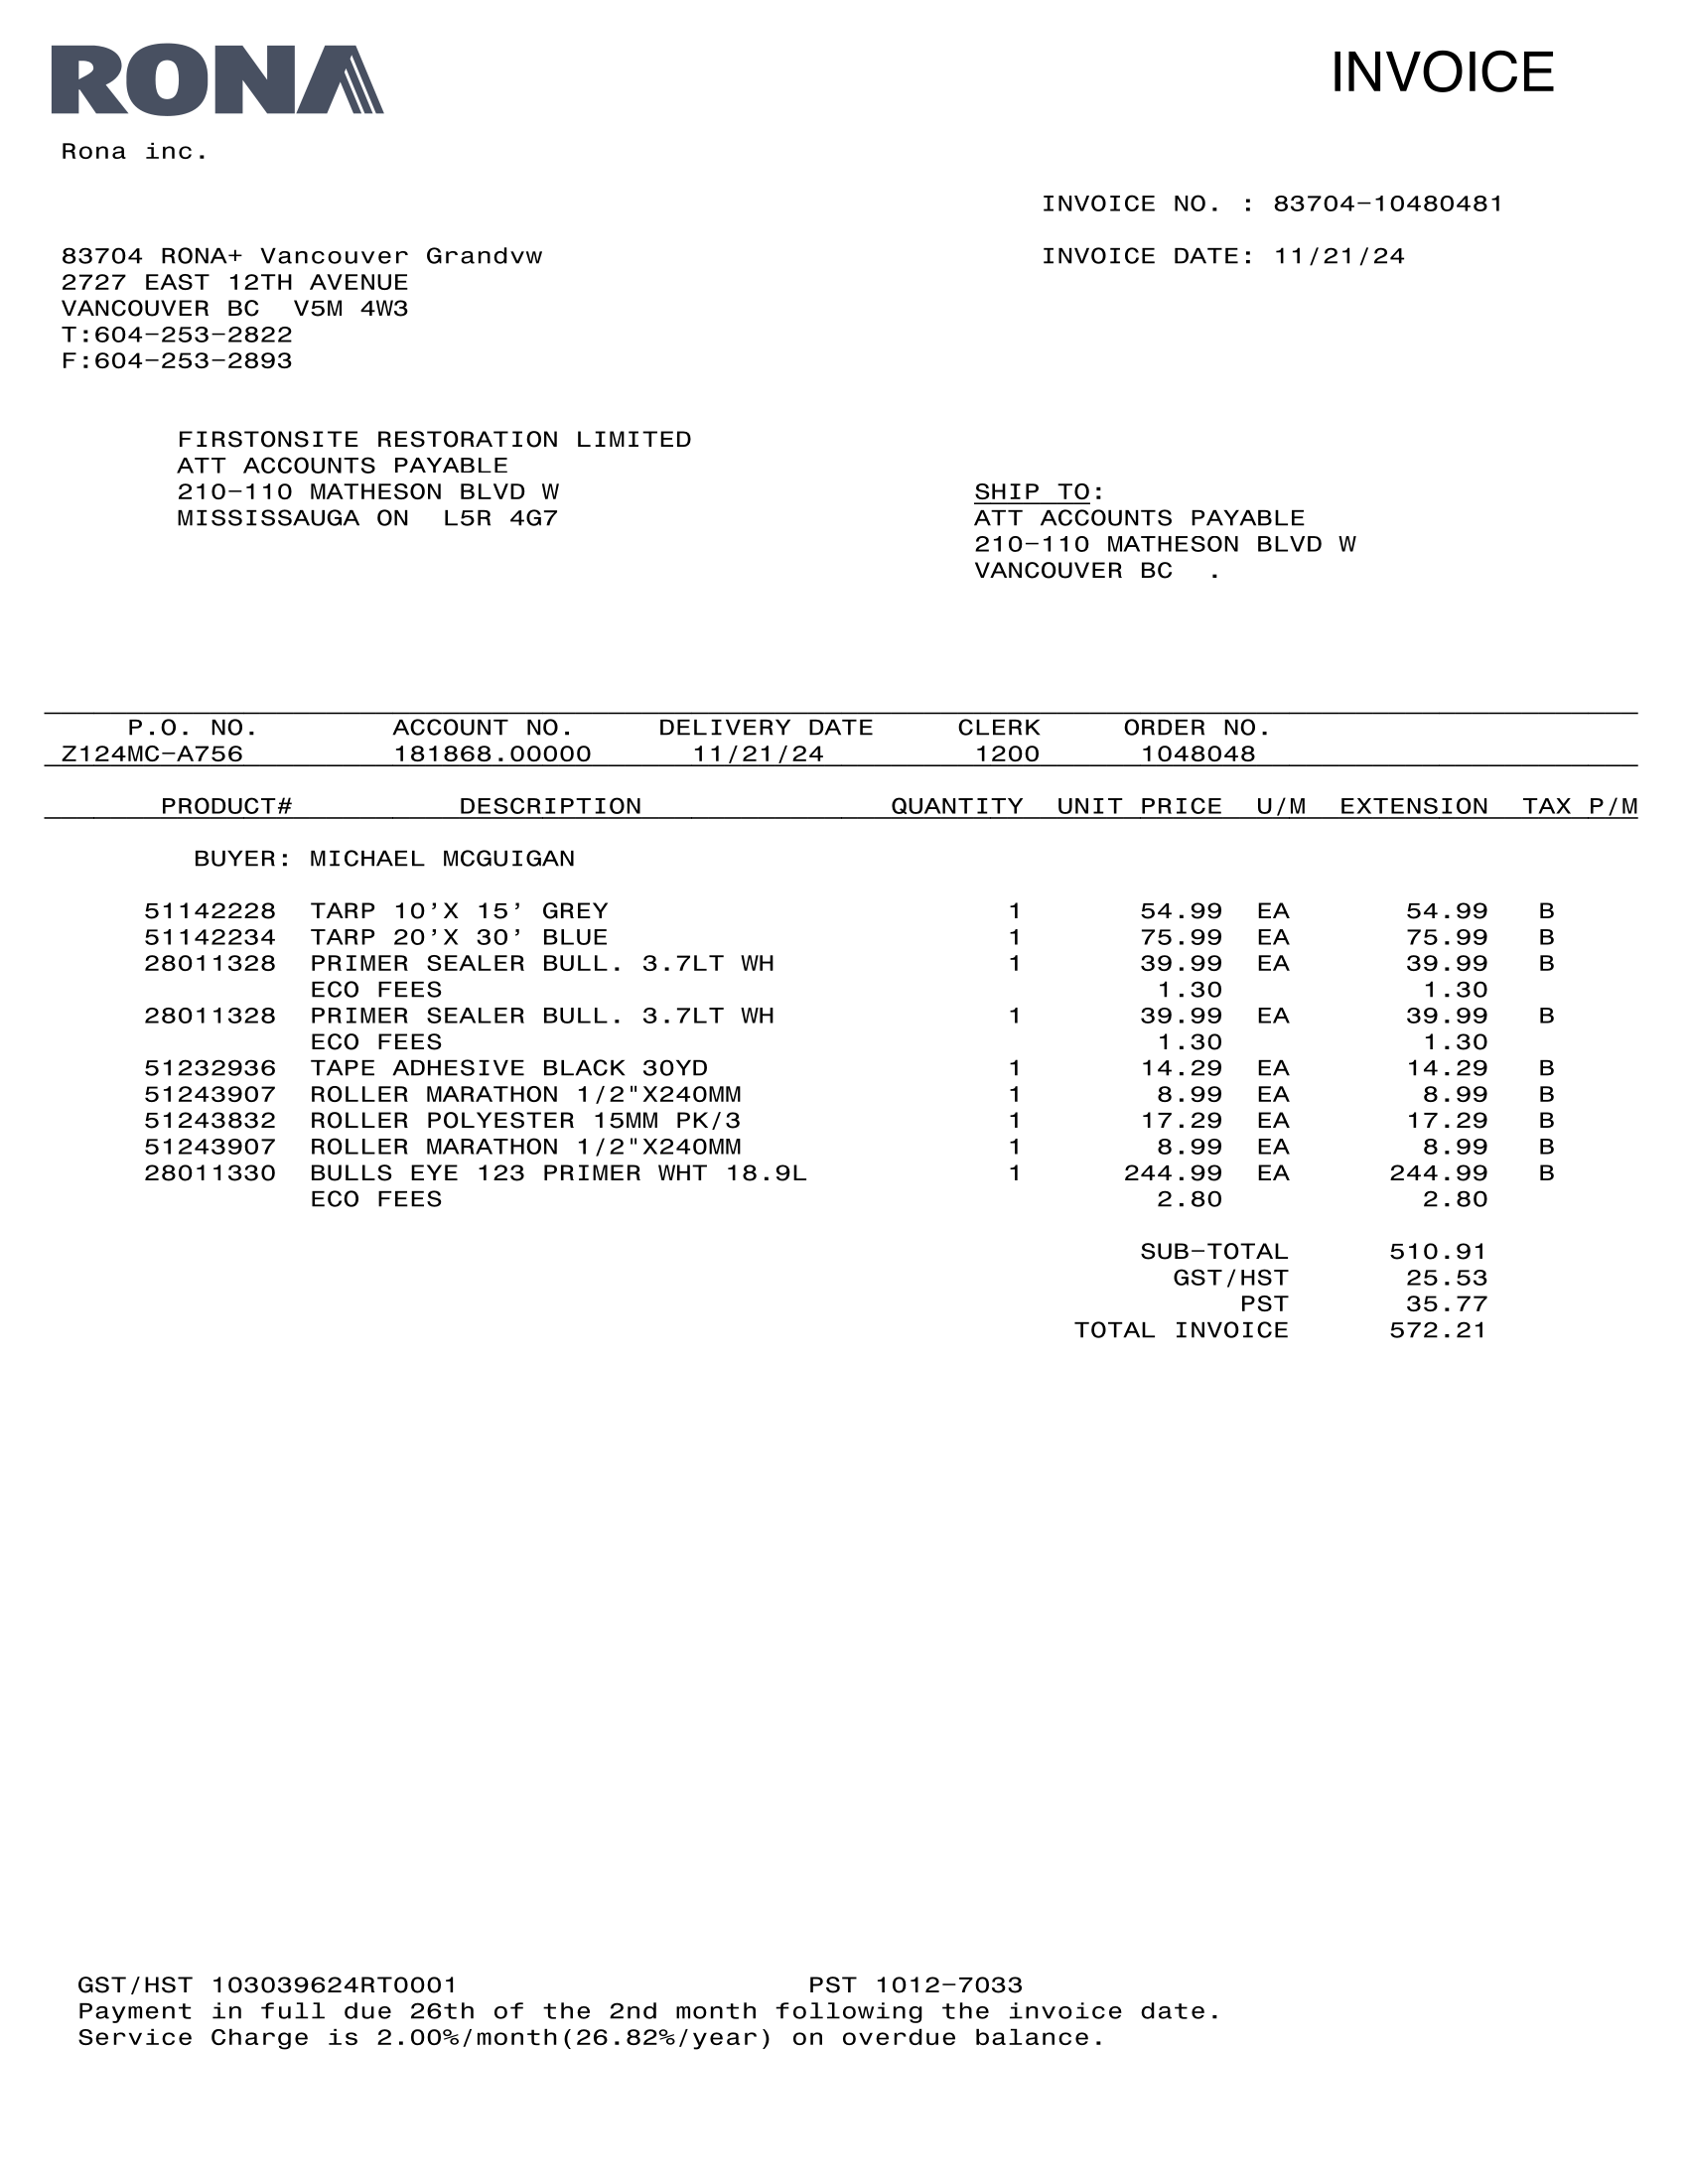 RONA
INVOICE
Rona inc.
INVOICE NO. : 83704-10480481
83704 RONA+ Vancouver Grandvw
INVOICE DATE: 11/21/24
2727 EAST 12TH AVENUE
VANCOUVER BC  V5M 4W3
T:604-253-2822
F:604-253-2893
FIRSTONSITE RESTORATION LIMITED
ATT ACCOUNTS PAYABLE
210-110 MATHESON BLVD W
MISSISSAUGA ON  L5R 4G7
SHIP TO:
ATT ACCOUNTS PAYABLE
210-110 MATHESON BLVD W
VANCOUVER BC  .
P.O. NO. ACCOUNT NO. DELIVERY DATE CLERK ORDER NO.
Z124MC-A756 181868.00000 11/21/24 1200 1048048
PRODUCT# DESCRIPTION QUANTITY UNIT PRICE U/M EXTENSION TAX P/M
BUYER: MICHAEL MCGUIGAN
51142228 TARP 10'X 15' GREY 1 54.99 EA 54.99 B
51142234 TARP 20'X 30' BLUE 1 75.99 EA 75.99 B
28011328 PRIMER SEALER BULL. 3.7LT WH 1 39.99 EA 39.99 B
ECO FEES 1.30 1.30
28011328 PRIMER SEALER BULL. 3.7LT WH 1 39.99 EA 39.99 B
ECO FEES 1.30 1.30
51232936 TAPE ADHESIVE BLACK 30YD 1 14.29 EA 14.29 B
51243907 ROLLER MARATHON 1/2"X240MM 1 8.99 EA 8.99 B
51243832 ROLLER POLYESTER 15MM PK/3 1 17.29 EA 17.29 B
51243907 ROLLER MARATHON 1/2"X240MM 1 8.99 EA 8.99 B
28011330 BULLS EYE 123 PRIMER WHT 18.9L 1 244.99 EA 244.99 B
ECO FEES 2.80 2.80
SUB-TOTAL 510.91
GST/HST 25.53
PST 35.77
TOTAL INVOICE 572.21
GST/HST 103039624RT0001 PST 1012-7033
Payment in full due 26th of the 2nd month following the invoice date.
Service Charge is 2.00%/month(26.82%/year) on overdue balance.